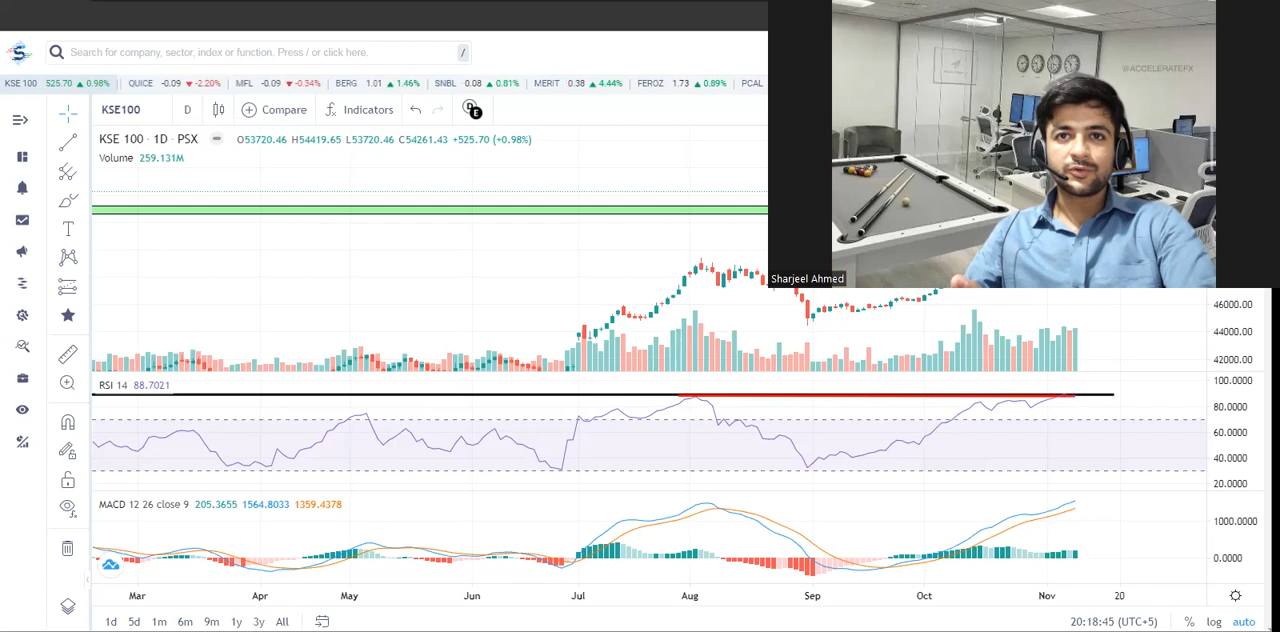 Search for company, sector, index or function. Press / or click here.
/
KSE 100 525.70 ▲ 0.98% QUICE -0.09 ▼ -2.20% MFL -0.09 ▼ -0.34% BERG 1.01 ▲ 1.46% SNBL 0.08 ▲ 0.81% MERIT 0.38 ▲ 4.44% FEROZ 1.73 ▲ 0.89% PCAL
@ACCELERATEFX
KSE100 D Compare Indicators D E
KSE 100 · 1D · PSX O53720.46 H54419.65 L53720.46 C54261.43 +525.70 (+0.98%)
Volume 259.131M
Sharjeel Ahmed
46000.00
44000.00
42000.00
RSI 14 88.7021
100.0000
80.0000
60.0000
40.0000
20.0000
MACD 12 26 close 9 205.3655 1564.8033 1359.4378
1000.0000
0.0000
Mar Apr May Jun Jul Aug Sep Oct Nov 20
1d 5d 1m 6m 9m 1y 3y All 20:18:45 (UTC+5) % log auto